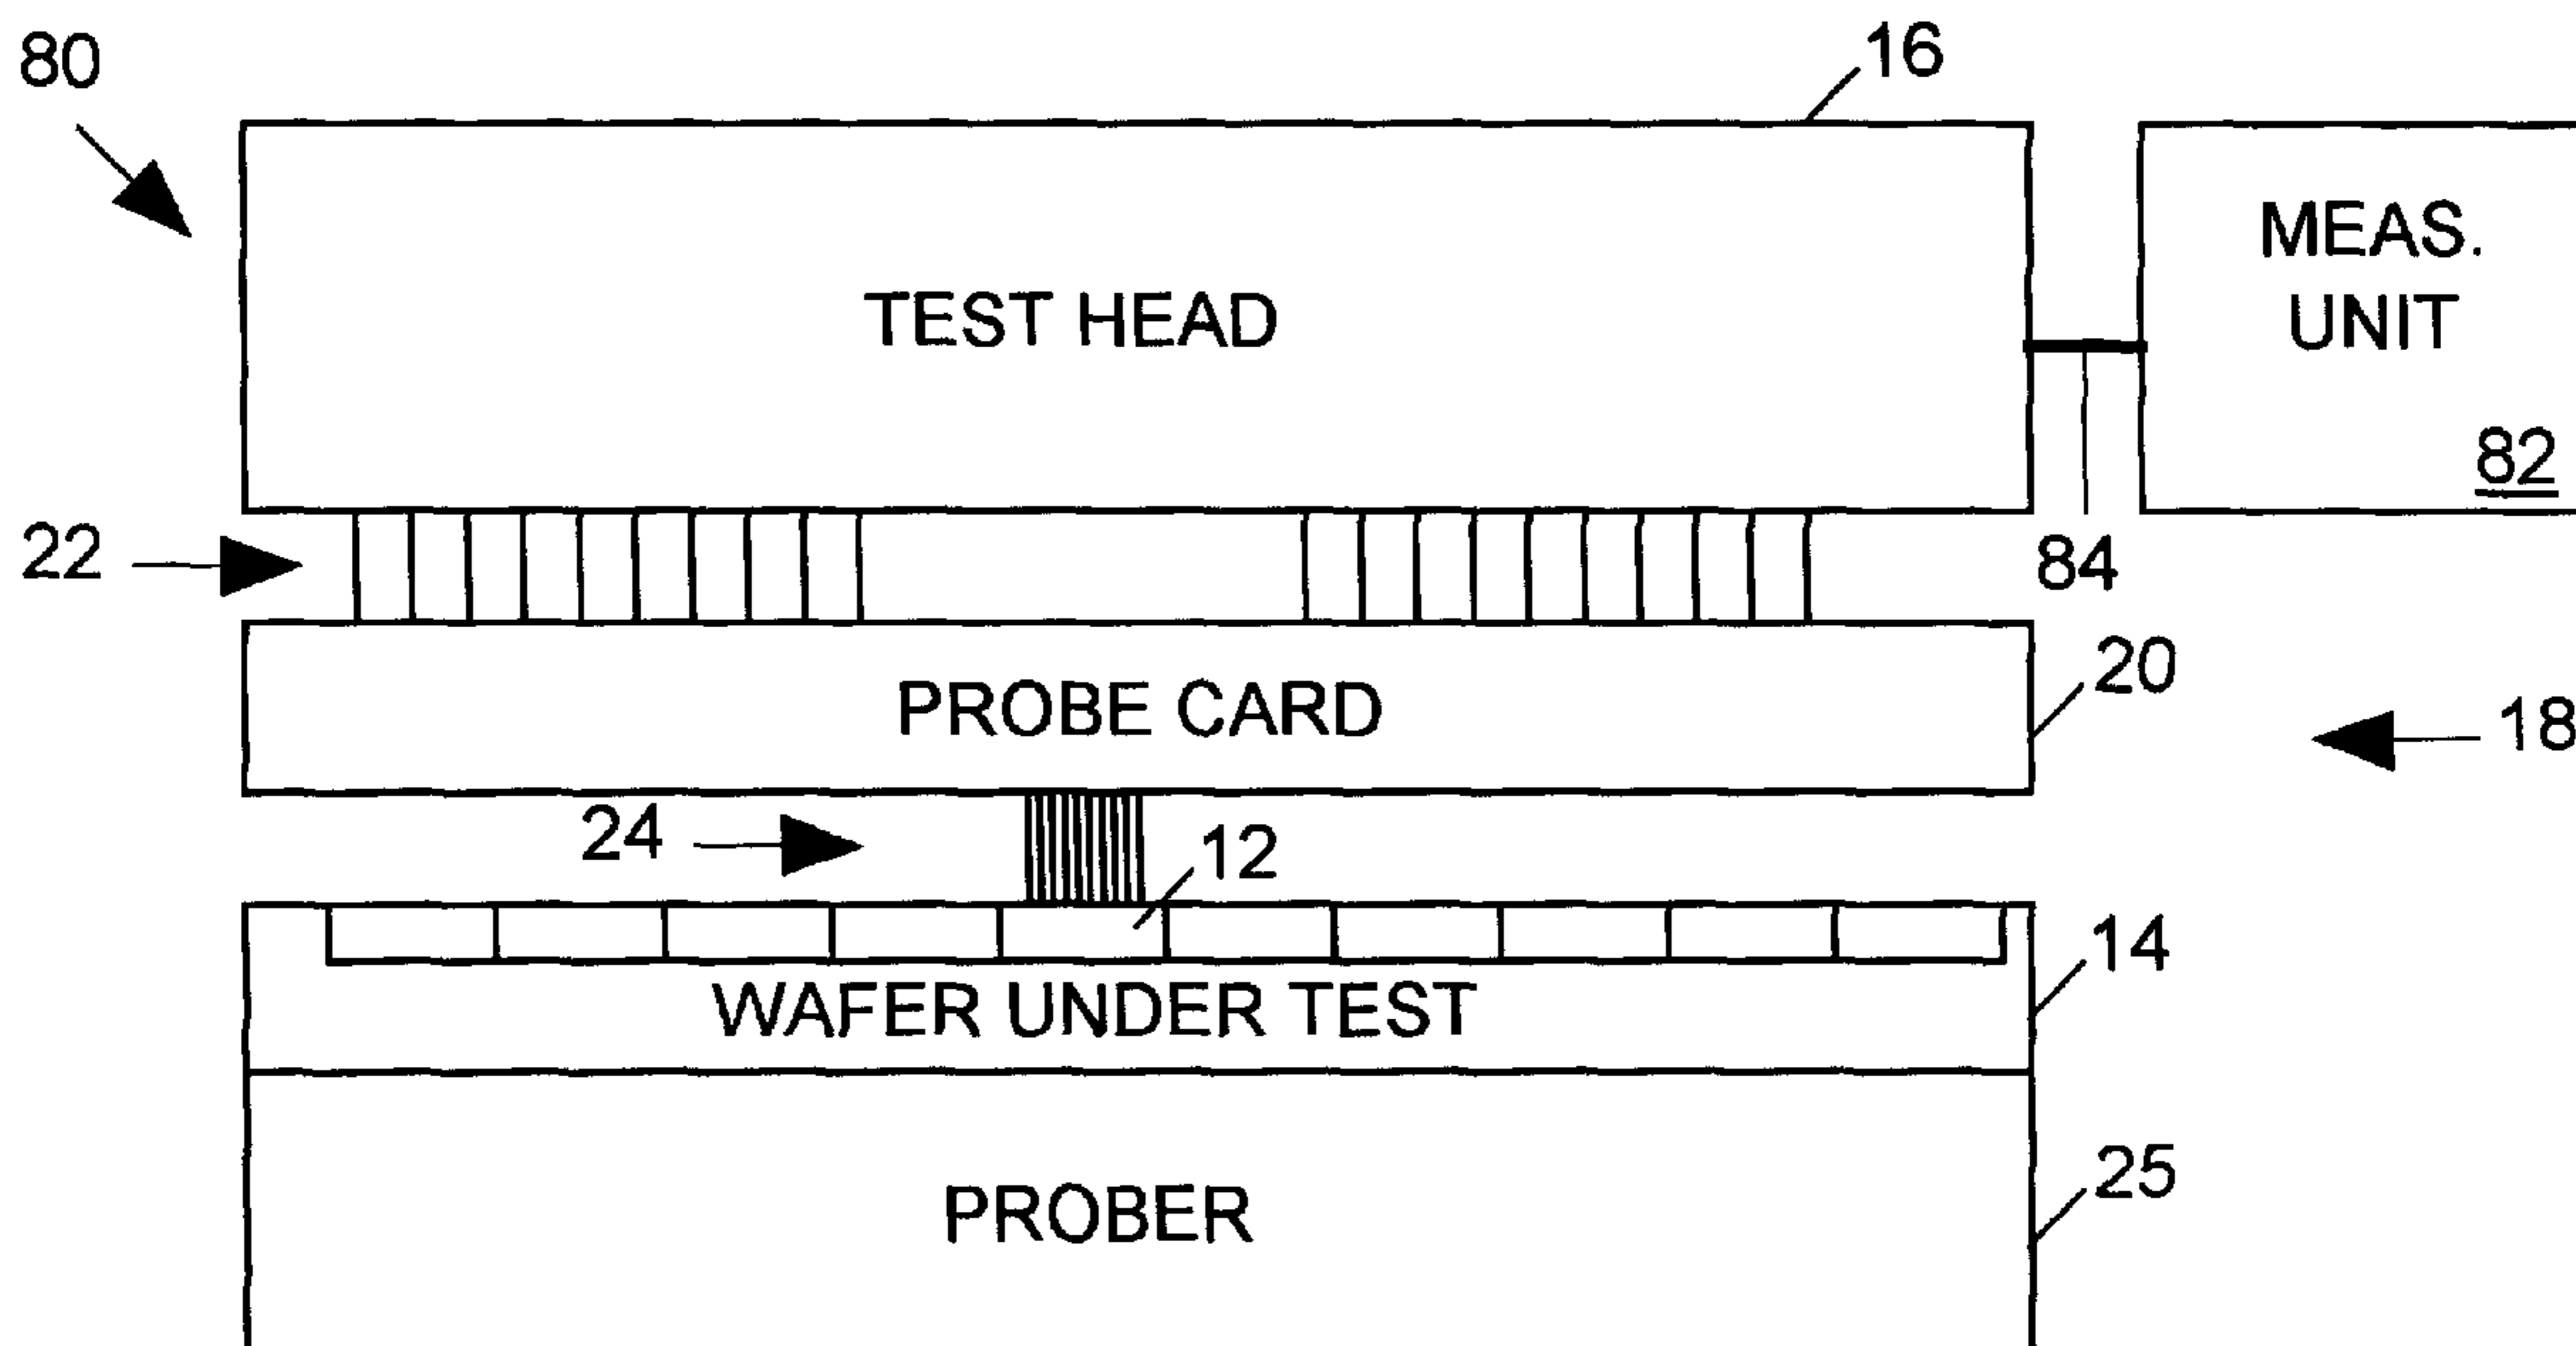 80
16
MEAS.
UNIT
TEST HEAD
82
22
84
20
PROBE CARD
18
24
12
14
WAFER UNDER TEST
25
PROBER